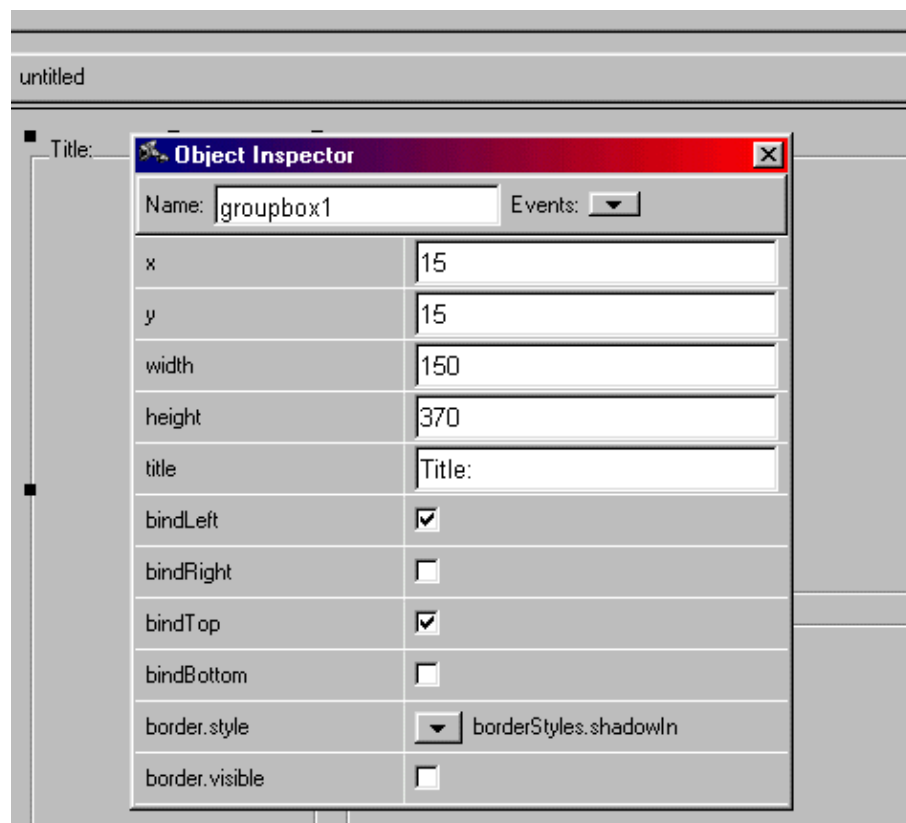 untitled
Title:
Object Inspector
Name: groupbox1 Events:
x 15
y 15
width 150
height 370
title Title:
bindLeft
bindRight
bindTop
bindBottom
border.style borderStyles.shadowIn
border.visible